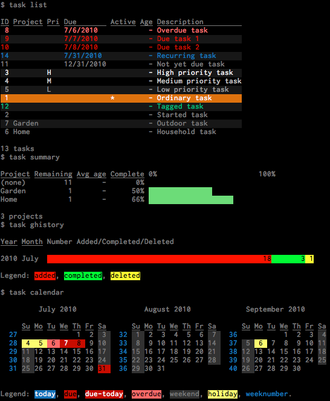 $ task list
ID Project Pri Due Active Age Description
8 7/6/2010 - Overdue task
9 7/7/2010 - Due task 1
10 7/8/2010 - Due task 2
14 7/31/2010 - Recurring task
11 12/31/2010 - Not yet due task
3 H - High priority task
4 M - Medium priority task
5 L - Low priority task
1 * - Ordinary task
12 - Tagged task
2 - Started task
7 Garden - Outdoor task
6 Home - Household task
13 tasks
$ task summary
Project Remaining Avg age Complete 0% 100%
(none) 11 - 0%
Garden 1 - 50%
Home 1 - 66%
3 projects
$ task ghistory
Year Month Number Added/Completed/Deleted
2010 July 18 3 1
Legend: added, completed, deleted
$ task calendar
July 2010 August 2010 September 2010
Su Mo Tu We Th Fr Sa Su Mo Tu We Th Fr Sa Su Mo Tu We Th Fr Sa
27 1 2 3 32 1 2 3 4 5 6 7 36 1 2 3 4
28 4 5 6 7 8 9 10 33 8 9 10 11 12 13 14 37 5 6 7 8 9 10 11
29 11 12 13 14 15 16 17 34 15 16 17 18 19 20 21 38 12 13 14 15 16 17 18
30 18 19 20 21 22 23 24 35 22 23 24 25 26 27 28 39 19 20 21 22 23 24 25
31 25 26 27 28 29 30 31 36 29 30 31 40 26 27 28 29 30
Legend: today, due, due-today, overdue, weekend, holiday, weeknumber.